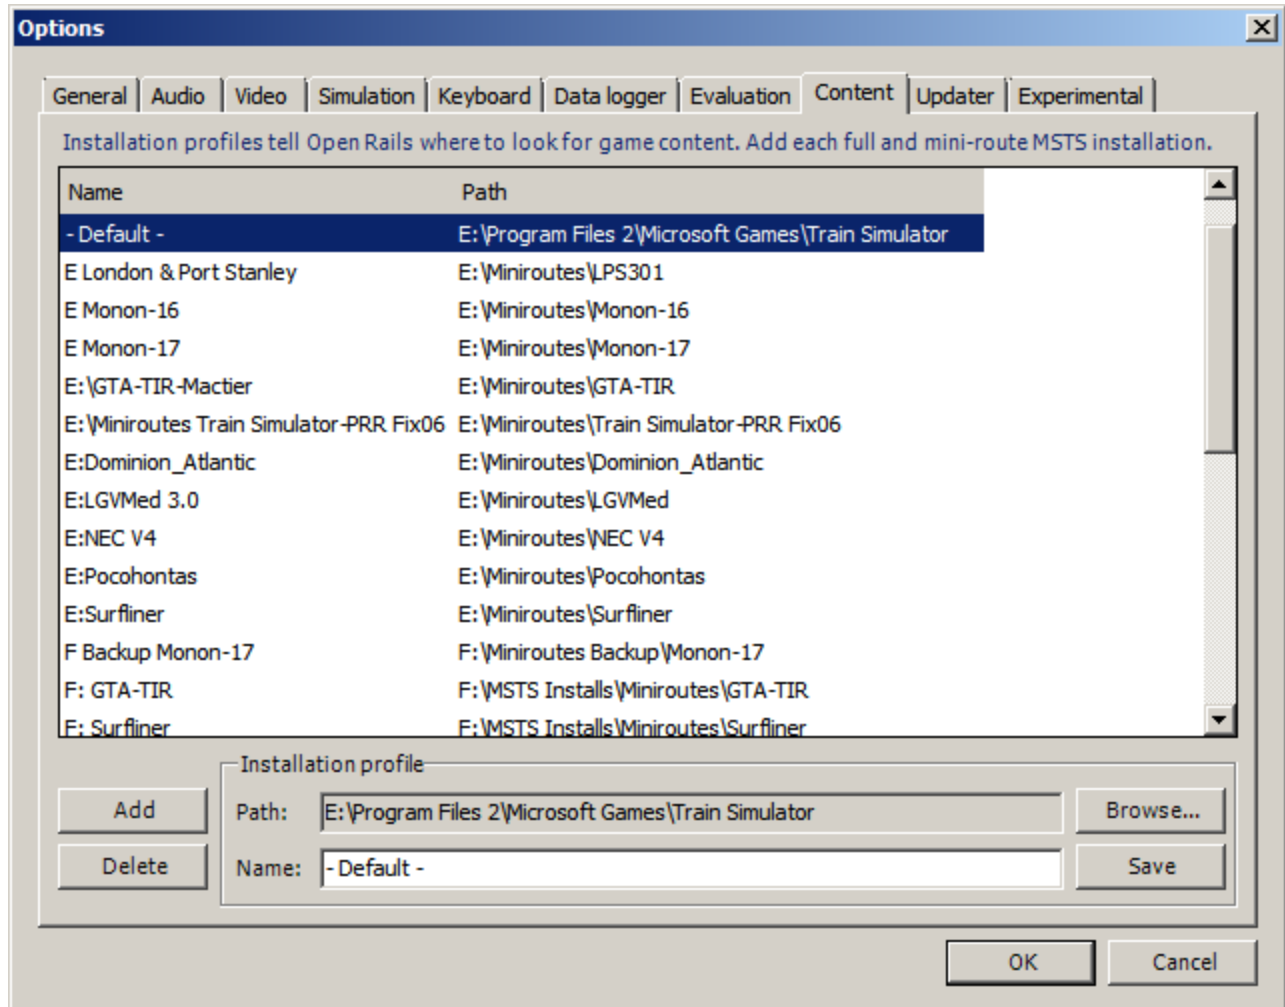 Options
General Audio Video Simulation Keyboard Data logger Evaluation Content Updater Experimental
Installation profiles tell Open Rails where to look for game content. Add each full and mini-route MSTS installation.
Name Path
- Default - E:\Program Files 2\Microsoft Games\Train Simulator
E London & Port Stanley E:\Miniroutes\LPS301
E Monon-16 E:\Miniroutes\Monon-16
E Monon-17 E:\Miniroutes\Monon-17
E:\GTA-TIR-Mactier E:\Miniroutes\GTA-TIR
E:\Miniroutes Train Simulator-PRR Fix06 E:\Miniroutes\Train Simulator-PRR Fix06
E:Dominion_Atlantic E:\Miniroutes\Dominion_Atlantic
E:LGVMed 3.0 E:\Miniroutes\LGVMed
E:NEC V4 E:\Miniroutes\NEC V4
E:Pocohontas E:\Miniroutes\Pocohontas
E:Surfliner E:\Miniroutes\Surfliner
F Backup Monon-17 F:\Miniroutes Backup\Monon-17
F: GTA-TIR F:\MSTS Installs\Miniroutes\GTA-TIR
F: Surfliner F:\MSTS Installs\Miniroutes\Surfliner
Installation profile
Add Path: E:\Program Files 2\Microsoft Games\Train Simulator Browse...
Delete Name: - Default - Save
OK Cancel